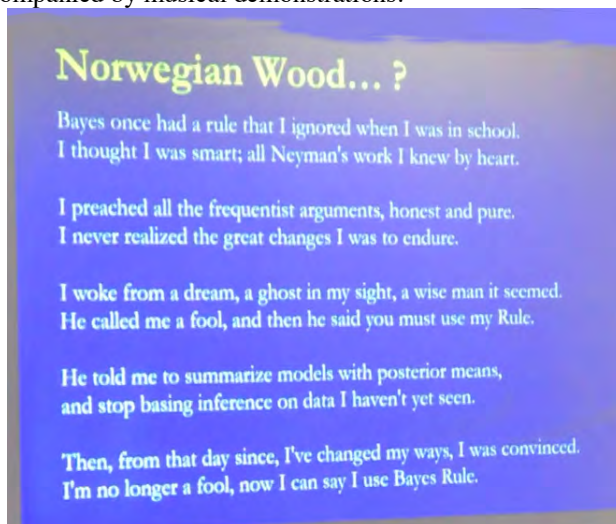 ompanied by musical demonstrations.
Norwegian Wood... ?
Bayes once had a rule that I ignored when I was in school.
I thought I was smart; all Neyman's work I knew by heart.
I preached all the frequentist arguments, honest and pure.
I never realized the great changes I was to endure.
I woke from a dream, a ghost in my sight, a wise man it seemed.
He called me a fool, and then he said you must use my Rule.
He told me to summarize models with posterior means,
and stop basing inference on data I haven't yet seen.
Then, from that day since, I've changed my ways, I was convinced.
I'm no longer a fool, now I can say I use Bayes Rule.